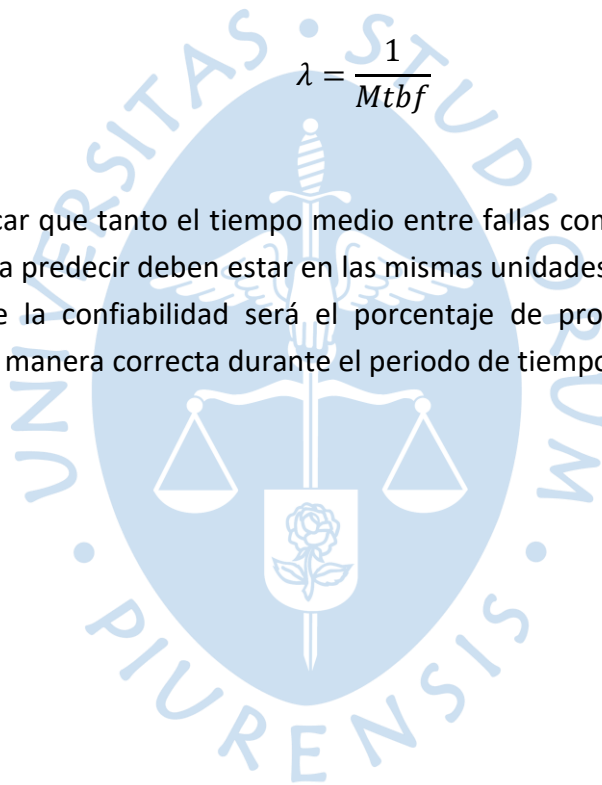 λ = 1 / Mtbf
car que tanto el tiempo medio entre fallas con
a predecir deben estar en las mismas unidades
e la confiabilidad será el porcentaje de pro
manera correcta durante el periodo de tiempo
UNIVERSITAS • STUDIORUM • PIURENSIS